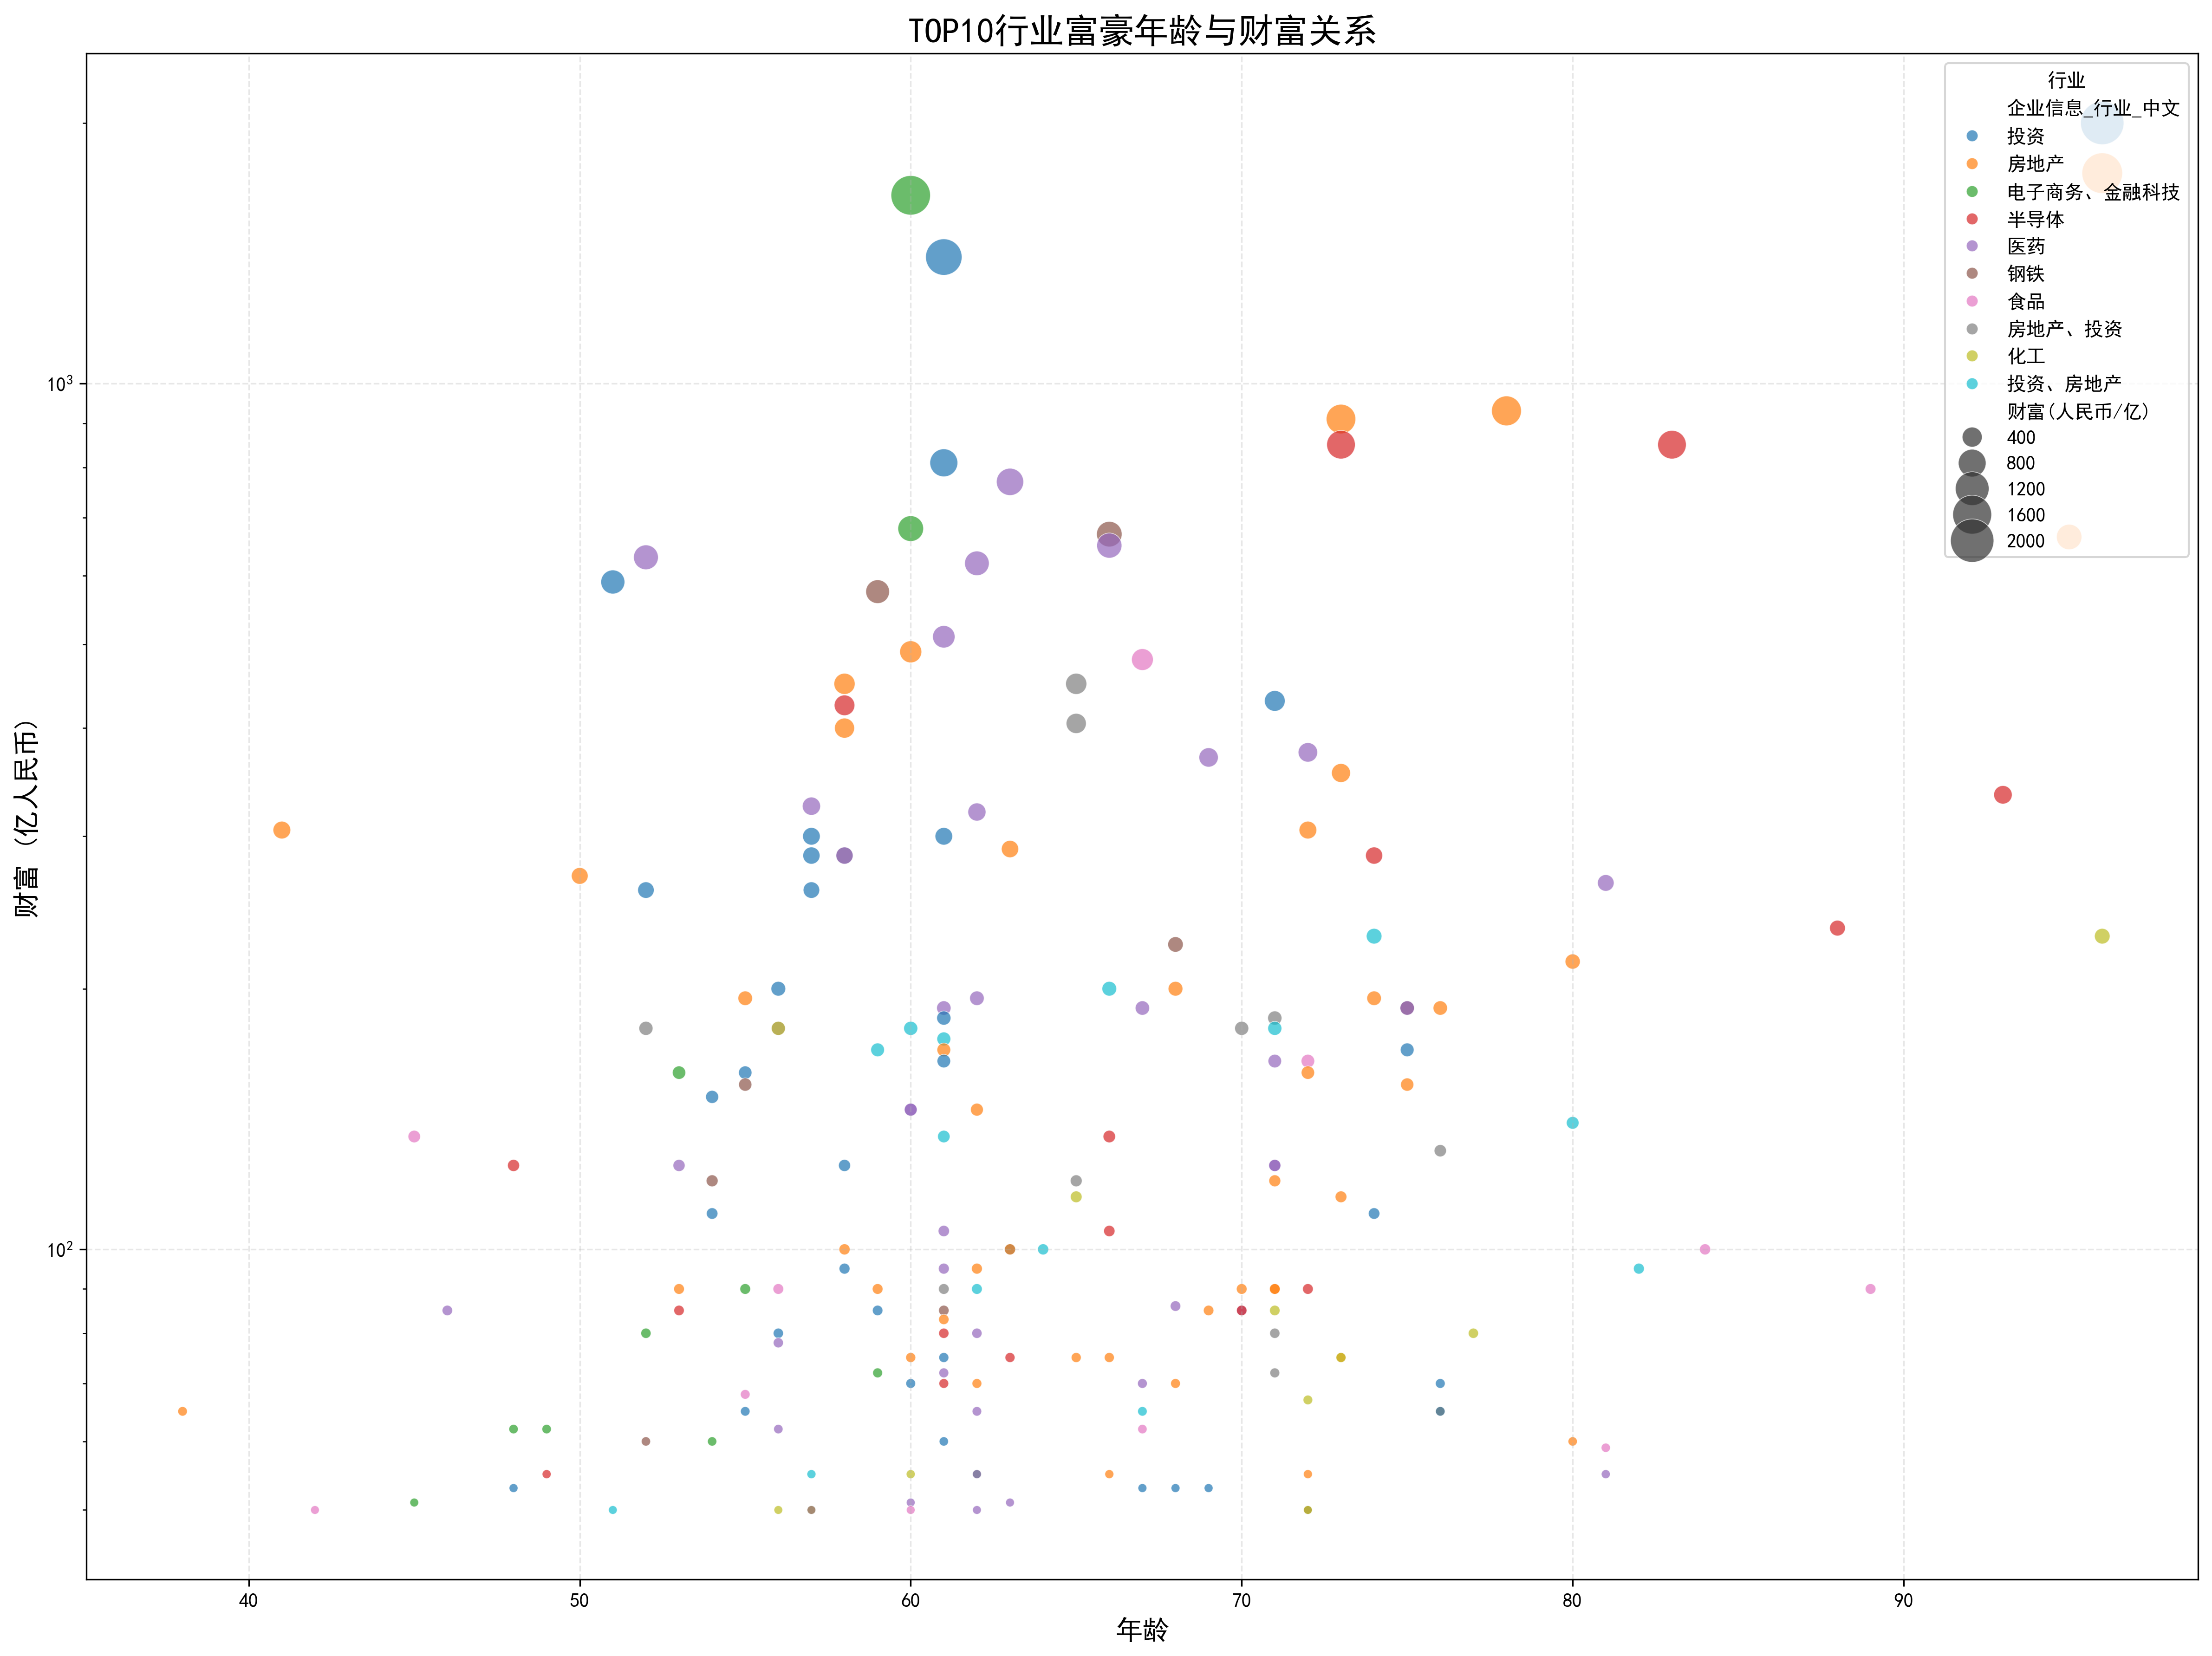 TOP10行业富豪年龄与财富关系
行业
企业信息_行业_中文
投资
房地产
电子商务、金融科技
半导体
医药
钢铁
食品
房地产、投资
化工
投资、房地产
财富(人民币/亿)
400
800
1200
1600
2000
财富 (亿人民币)
10³
10²
40
50
60
70
80
90
年龄